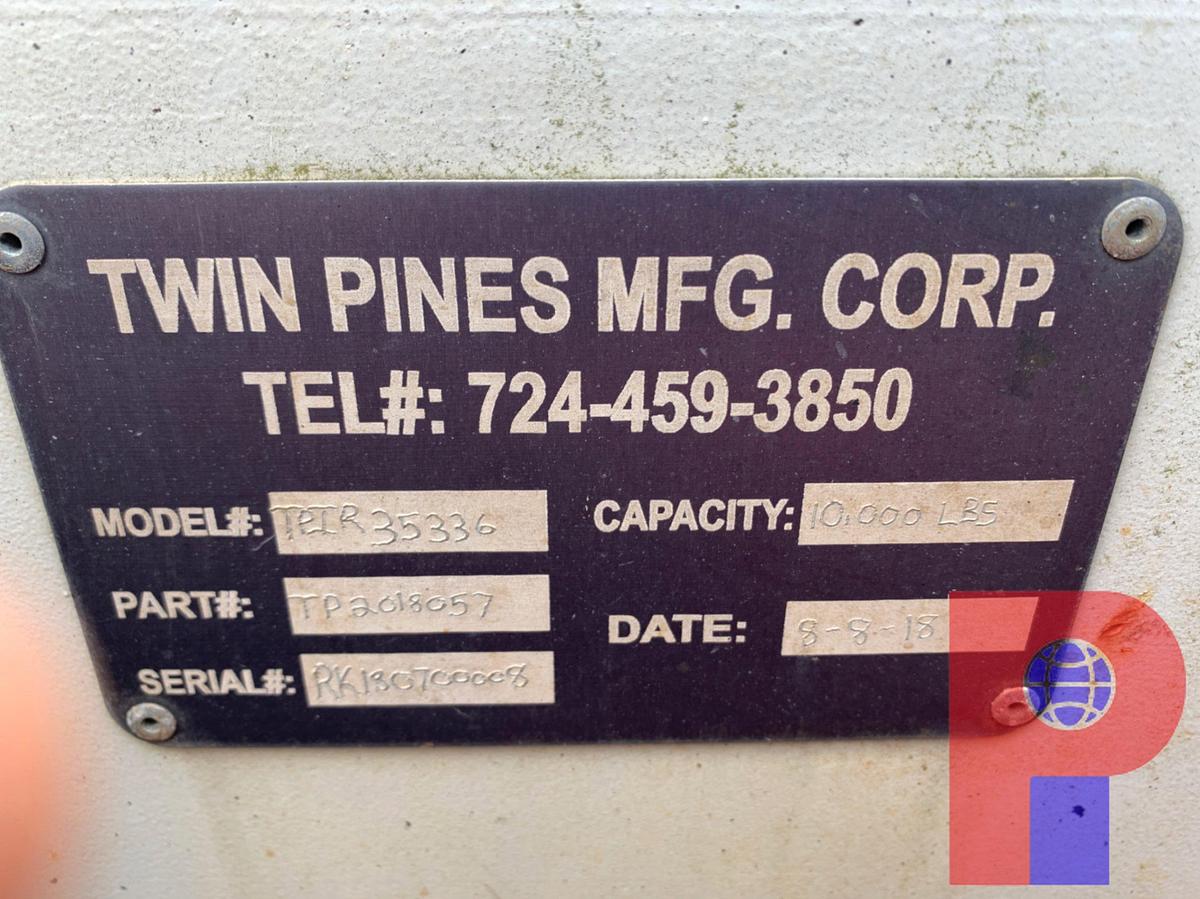 TWIN PINES MFG. CORP.
TEL#: 724-459-3850
MODEL#: TPIR35336 CAPACITY: 10,000 LBS
PART#: TP2018057 DATE: 8-8-18
SERIAL#: RK180700008